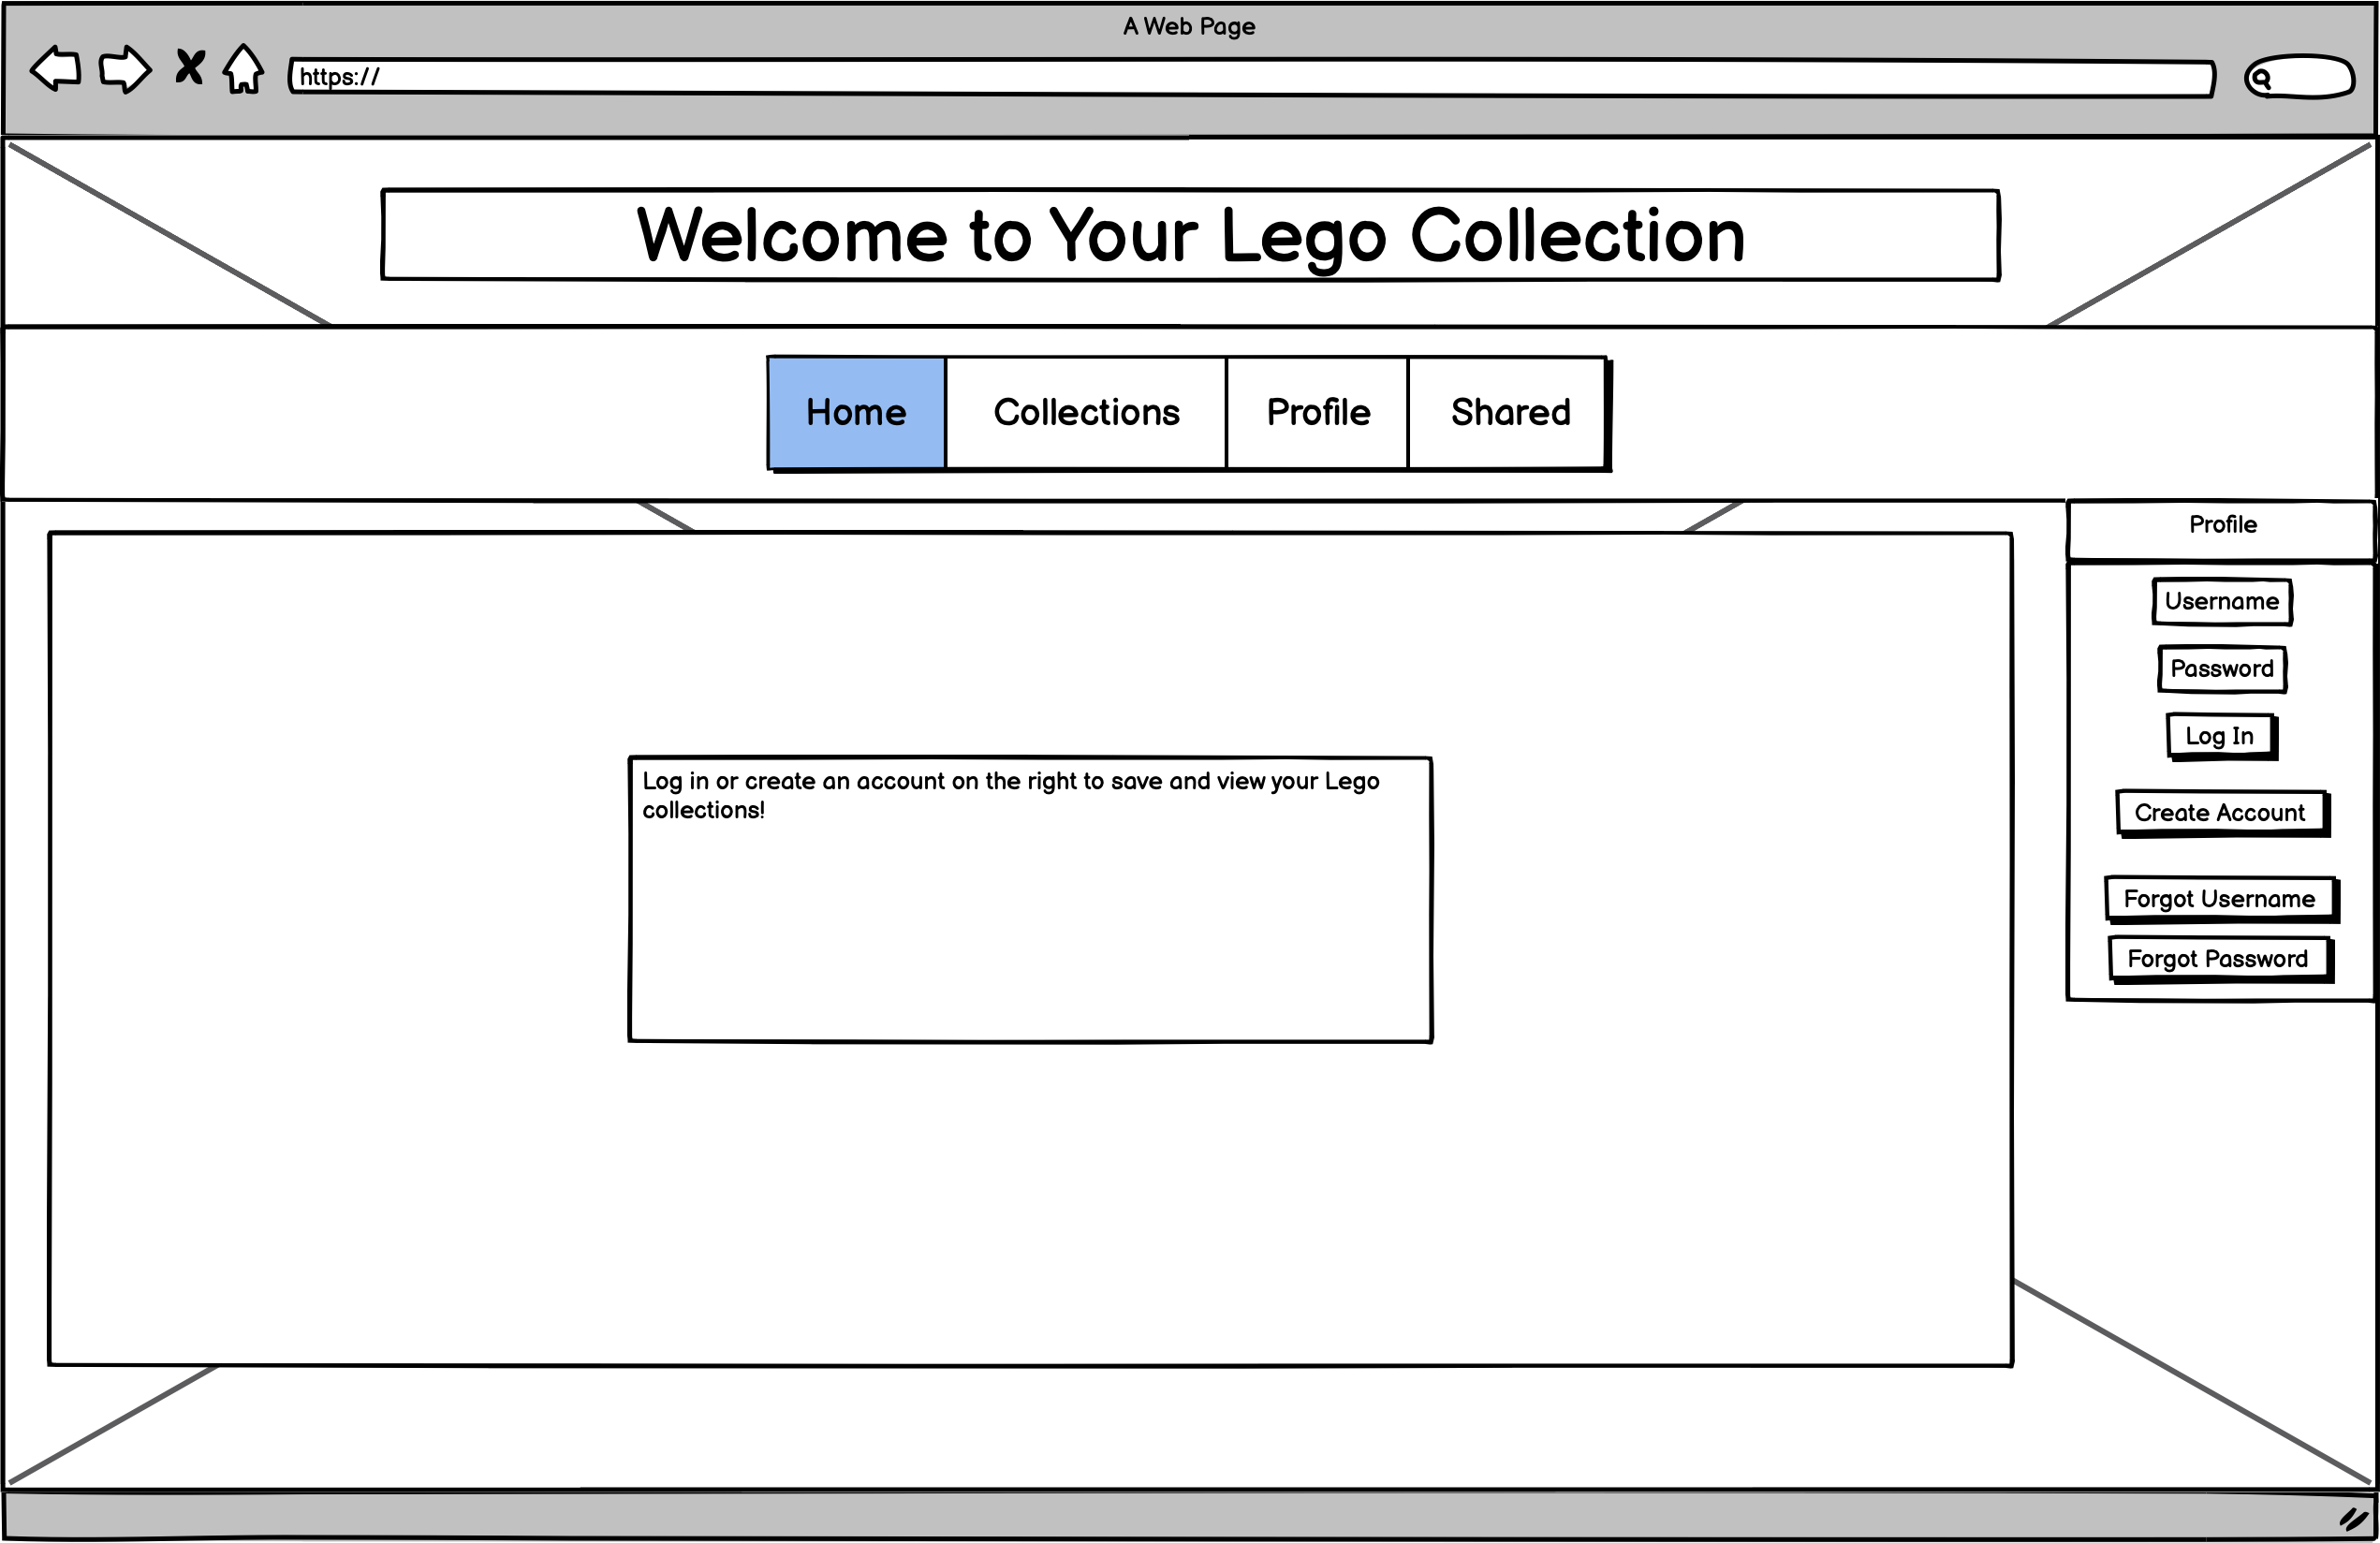 A Web Page
https://
Welcome to Your Lego Collection
Home Collections Profile Shared
Profile
Username
Password
Log In
Create Account
Forgot Username
Forgot Password
Log in or create an account on the right to save and view your Lego
collections!